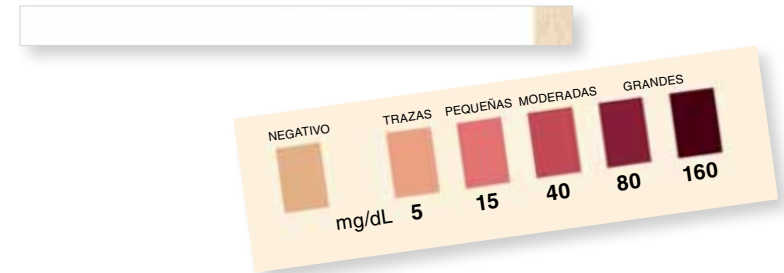 NEGATIVO TRAZAS PEQUEÑAS MODERADAS GRANDES
mg/dL 5 15 40 80 160